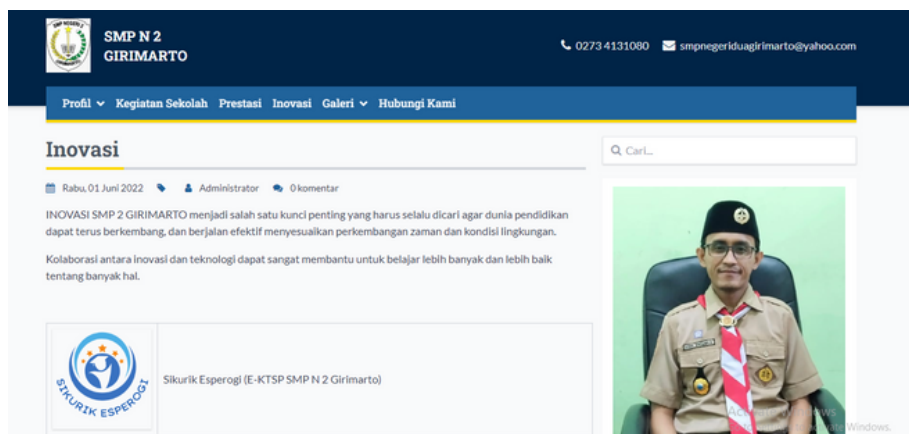 SMP N 2
GIRIMARTO
0273 4131080 smpnegeriduagirimarto@yahoo.com
Profil Kegiatan Sekolah Prestasi Inovasi Galeri Hubungi Kami
Inovasi
Cari...
Rabu, 01 Juni 2022 Administrator 0 komentar
INOVASI SMP 2 GIRIMARTO menjadi salah satu kunci penting yang harus selalu dicari agar dunia pendidikan
dapat terus berkembang, dan berjalan efektif menyesuaikan perkembangan zaman dan kondisi lingkungan.
Kolaborasi antara inovasi dan teknologi dapat sangat membantu untuk belajar lebih banyak dan lebih baik
tentang banyak hal.
SIKURIK ESPEROGI
Sikurik Esperogi (E-KTSP SMP N 2 Girimarto)